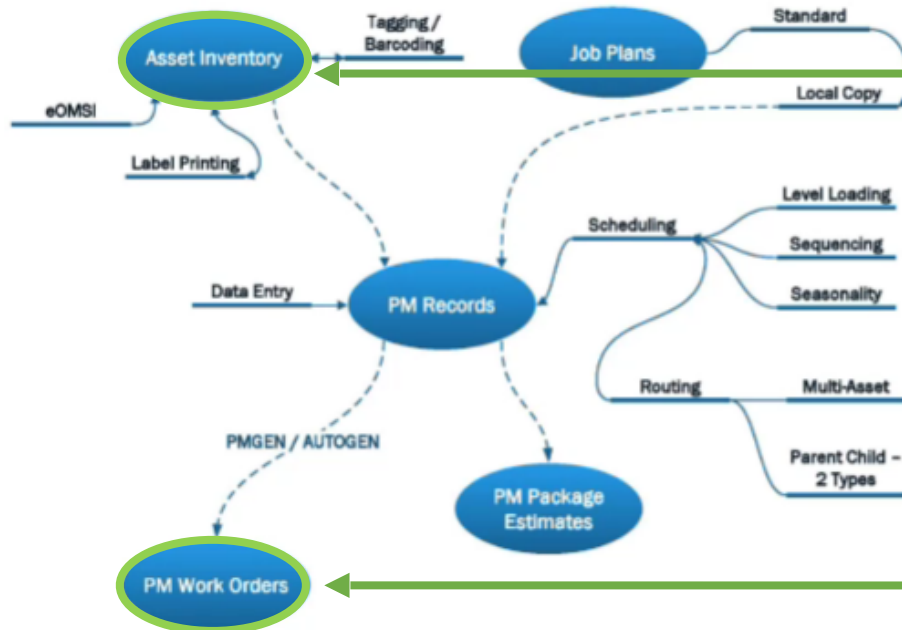 Tagging /
Barcoding
Standard
Asset Inventory
Job Plans
Local Copy
eOMSI
Label Printing
Level Loading
Scheduling
Sequencing
Data Entry
PM Records
Seasonality
Routing
Multi-Asset
PMGEN / AUTOGEN
Parent Child –
2 Types
PM Package
Estimates
PM Work Orders